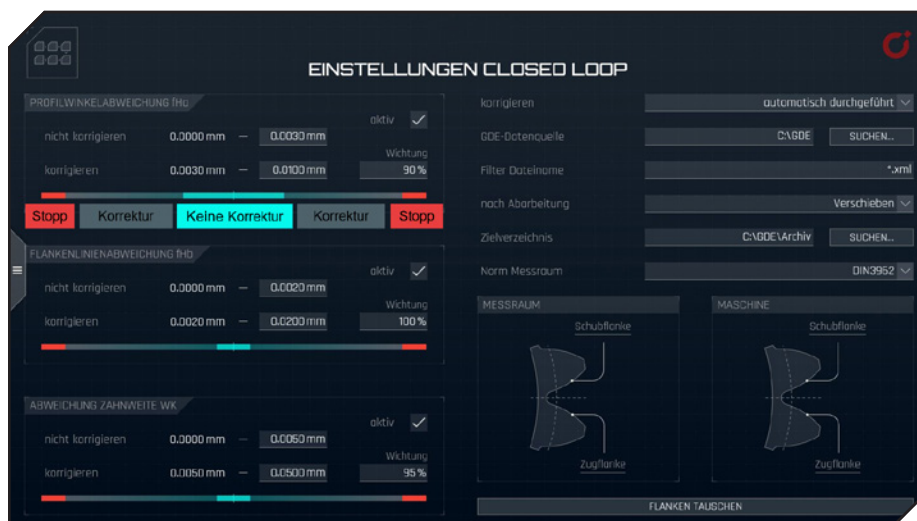 EINSTELLUNGEN CLOSED LOOP
PROFILWINKELABWEICHUNG fHα
aktiv
nicht korrigieren 0.0000 mm — 0.0030 mm
Wichtung
korrigieren 0.0030 mm — 0.0100 mm 90 %
Stopp Korrektur Keine Korrektur Korrektur Stopp
FLANKENLINIENABWEICHUNG fHb
aktiv
nicht korrigieren 0.0000 mm — 0.0020 mm
Wichtung
korrigieren 0.0020 mm — 0.0200 mm 100 %
ABWEICHUNG ZAHNWEITE WK
aktiv
nicht korrigieren 0.0000 mm — 0.0050 mm
Wichtung
korrigieren 0.0050 mm — 0.0500 mm 95 %
korrigieren automatisch durchgeführt
GDE-Datenquelle C:\GDE SUCHEN...
Filter Dateiname *.xml
nach Abarbeitung Verschieben
Zielverzeichnis C:\GDE\Archiv SUCHEN...
Norm Messraum DIN3962
MESSRAUM
Schubflanke
Zugflanke
MASCHINE
Schubflanke
Zugflanke
FLANKEN TAUSCHEN